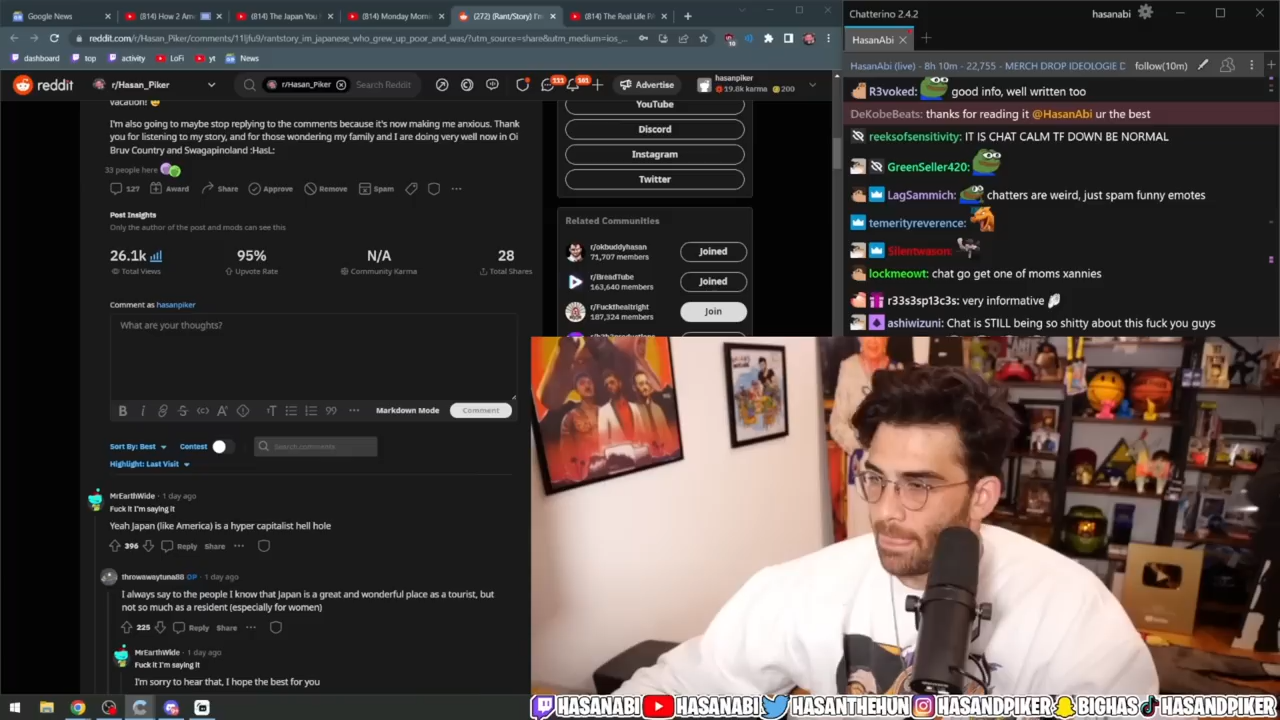 Google News
(814) How 2 Ame
(814) The Japan You
(814) Monday Morni
(272) (Rant/Story) I'm
(814) The Real Life
reddit.com/r/Hasan_Piker/comments/11ljfu9/rantstory_im_japanese_who_grew_up_poor_and_was/?utm_source=share&utm_medium=ios_...
dashboard
top
activity
LoFi
yt
News
reddit
r/Hasan_Piker
r/Hasan_Piker
Search Reddit
Advertise
hasanpiker
19.8k karma
200
vacation!
I'm also going to maybe stop replying to the comments because it's now making me anxious. Thank
you for listening to my story, and for those wondering my family and I are doing very well now in Oi
Bruv Country and Swagapinoland :HasL:
33 people here
127
Award
Share
Approve
Remove
Spam
Post Insights
Only the author of the post and mods can see this
26.1k
95%
N/A
28
Total Views
Upvote Rate
Community Karma
Total Shares
Comment as hasanpiker
What are your thoughts?
Markdown Mode
Comment
Sort By: Best
Contest
Search comments
Highlight: Last Visit
MrEarthWide · 1 day ago
Fuck it I'm saying it
Yeah Japan (like America) is a hyper capitalist hell hole
396
Reply
Share
throwawaytuna88 OP · 1 day ago
I always say to the people I know that Japan is a great and wonderful place as a tourist, but
not so much as a resident (especially for women)
225
Reply
Share
MrEarthWide · 1 day ago
Fuck it I'm saying it
I'm sorry to hear that, I hope the best for you
YouTube
Discord
Instagram
Twitter
Related Communities
r/okbuddyhasan
71,707 members
Joined
r/BreadTube
163,640 members
Joined
r/Fuckthealtright
187,324 members
Join
Chatterino 2.4.2
hasanabi
HasanAbi
HasanAbi (live) - 8h 10m - 22,755 - MERCH DROP IDEOLOGIE D
follow(10m)
R3voked: good info, well written too
DeKobeBeats: thanks for reading it @HasanAbi ur the best
reeksofsensitivity: IT IS CHAT CALM TF DOWN BE NORMAL
GreenSeller420:
LagSammich: chatters are weird, just spam funny emotes
temerityreverence:
Silentwason:
lockmeowt: chat go get one of moms xannies
r33s3sp13c3s: very informative
ashiwizuni: Chat is STILL being so shitty about this fuck you guys
HASANABI
HASANABI
HASANTHEHUN
HASANDPIKER
BIGHAS
HASANDPIKER